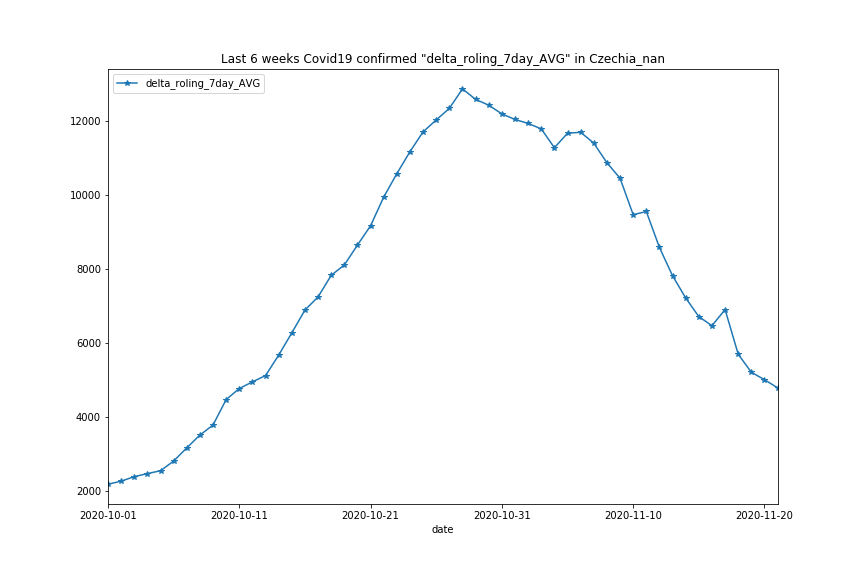 Last 6 weeks Covid19 confirmed "delta_roling_7day_AVG" in Czechia_nan
delta_roling_7day_AVG
12000
10000
8000
6000
4000
2000
2020-10-01 2020-10-11 2020-10-21 2020-10-31 2020-11-10 2020-11-20
date